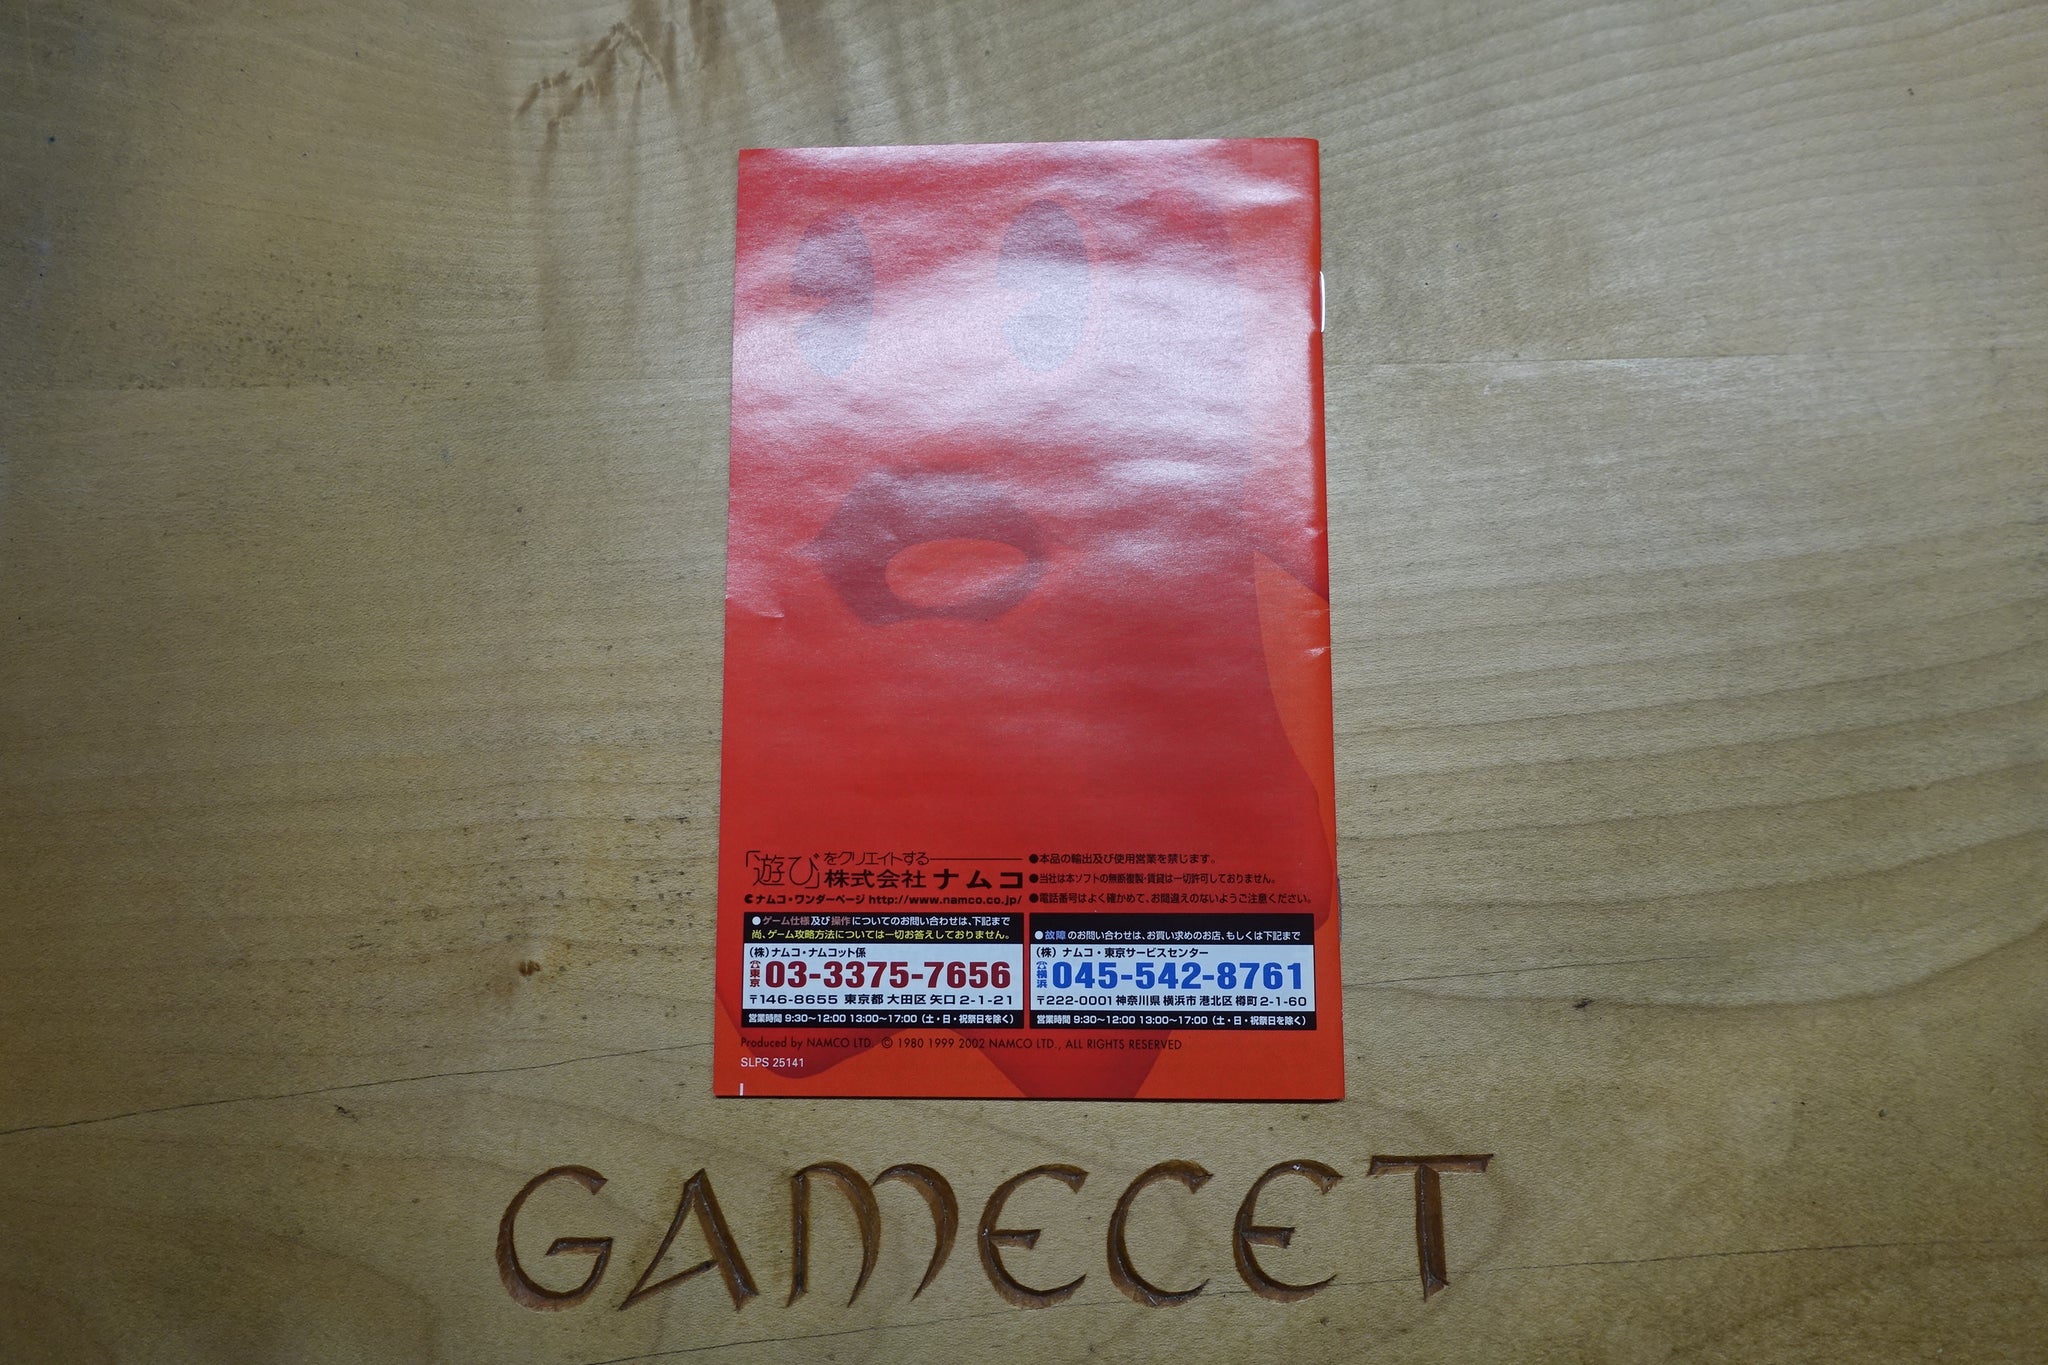 「遊び」をクリエイトする
株式会社ナムコ
ナムコ・ワンダーページ http://www.namco.co.jp/
●本品の輸出及び使用営業を禁じます。
●当社は本ソフトの無断複製・賃貸は一切許可しておりません。
●電話番号はよく確かめて、お間違えのないようご注意ください。
●ゲーム仕様及び操作についてのお問い合わせは、下記まで
尚、ゲーム攻略方法については一切お答えしておりません。
(株)ナムコ・ナムコット係
☎東京 03-3375-7656
〒146-8655 東京都 大田区 矢口 2-1-21
営業時間 9:30～12:00 13:00～17:00 (土・日・祝祭日を除く)
●故障のお問い合わせは、お買い求めのお店、もしくは下記まで
(株) ナムコ・東京サービスセンター
☎横浜 045-542-8761
〒222-0001 神奈川県 横浜市 港北区 樽町 2-1-60
営業時間 9:30～12:00 13:00～17:00 (土・日・祝祭日を除く)
Produced by NAMCO LTD. © 1980 1999 2002 NAMCO LTD., ALL RIGHTS RESERVED
SLPS 25141
GAMECET